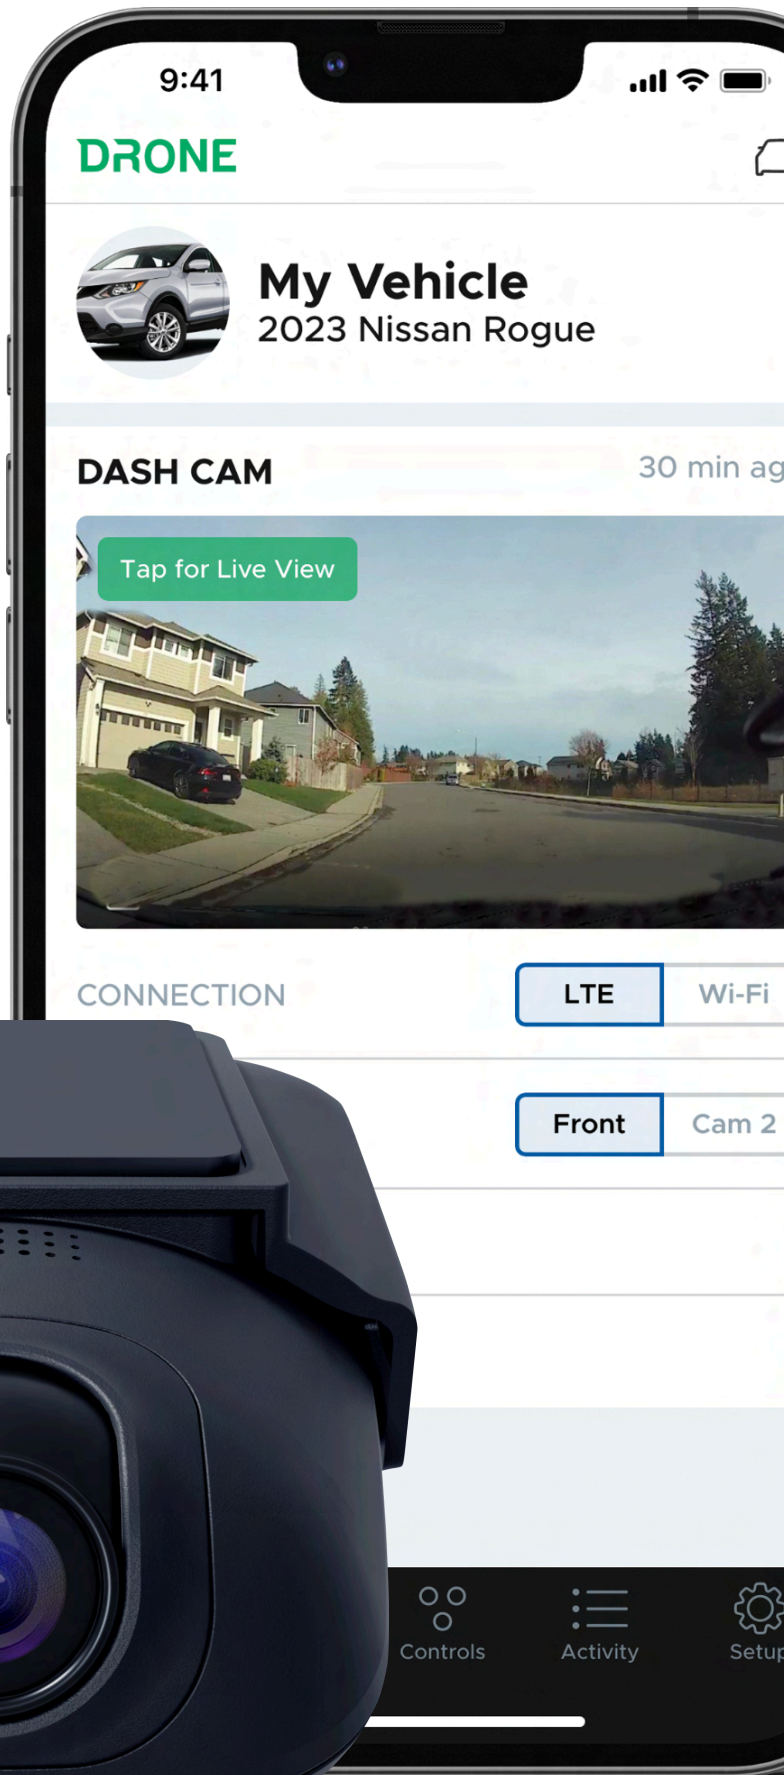 9:41
DRONE
My Vehicle
2023 Nissan Rogue
DASH CAM
30 min ag
Tap for Live View
CONNECTION
LTE
Wi-Fi
Front
Cam 2
Controls
Activity
Setup